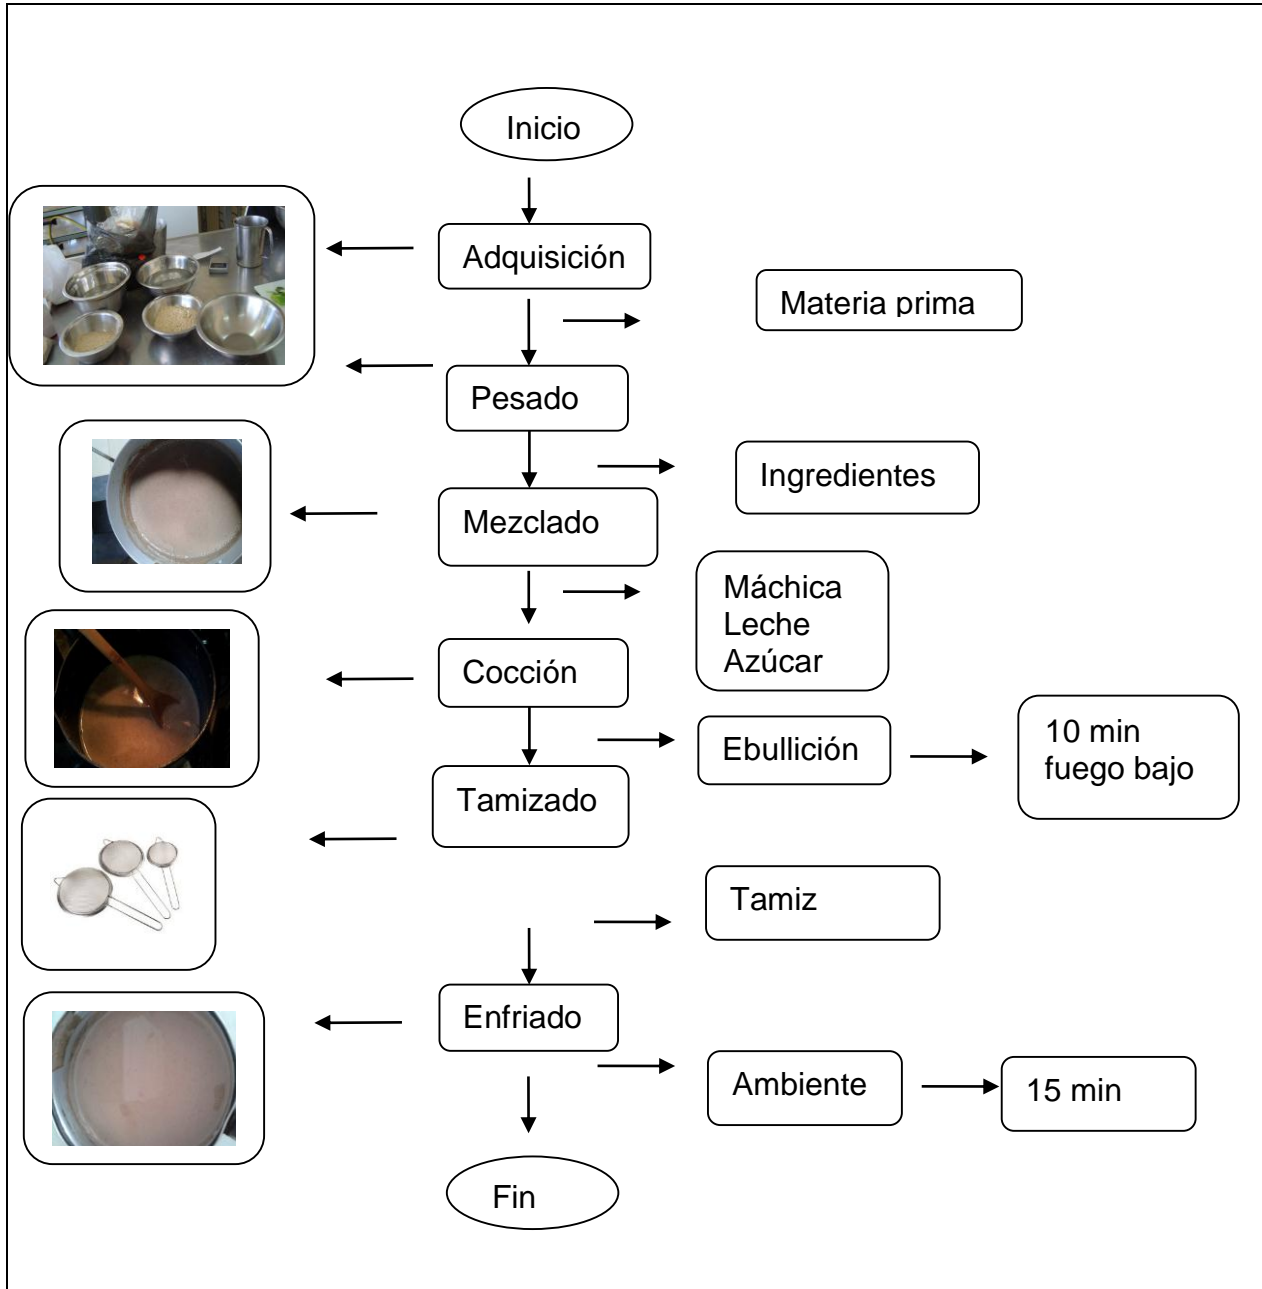 Inicio
Adquisición
Materia prima
Pesado
Ingredientes
Mezclado
Máchica
Leche
Azúcar
Cocción
Ebullición
10 min
fuego bajo
Tamizado
Tamiz
Enfriado
Ambiente
15 min
Fin